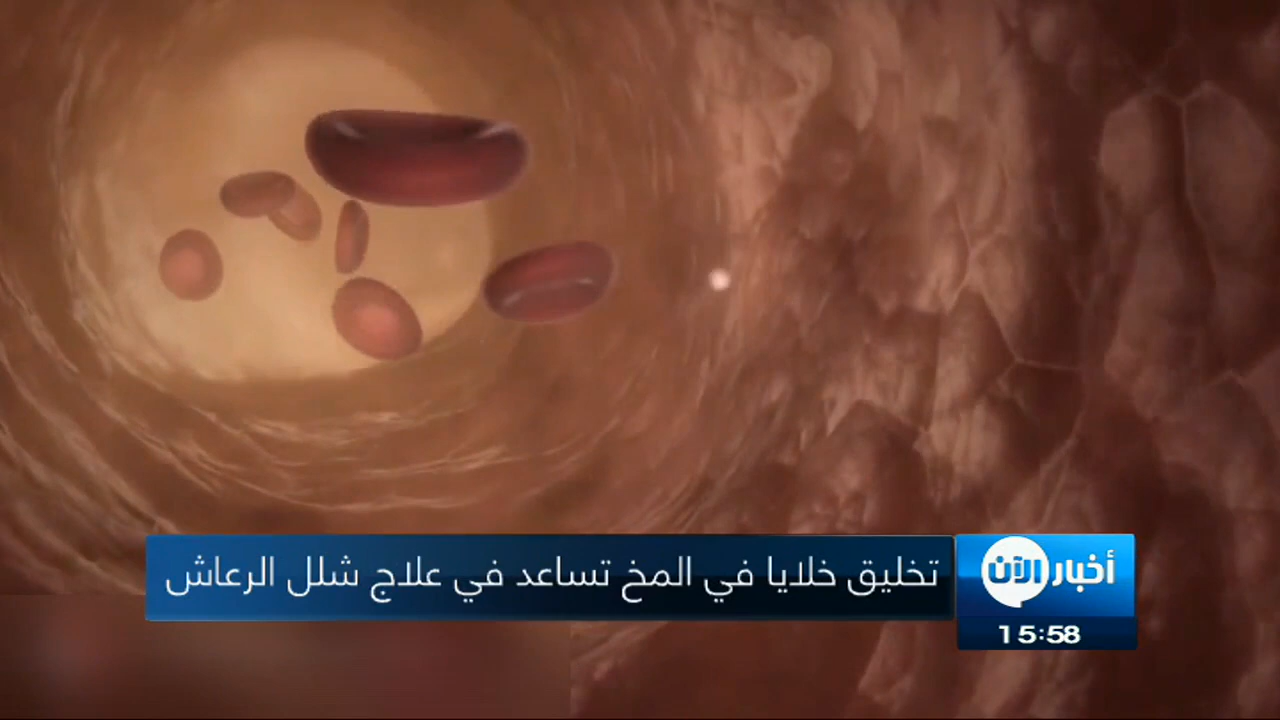 تخليق خلايا في المخ تساعد في علاج شلل الرعاش
أخبار الآن
15:58